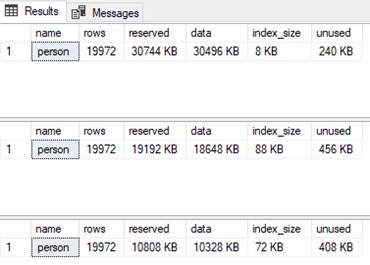 Results Messages
name rows reserved data index_size unused
1 person 19972 30744 KB 30496 KB 8 KB 240 KB
name rows reserved data index_size unused
1 person 19972 19192 KB 18648 KB 88 KB 456 KB
name rows reserved data index_size unused
1 person 19972 10808 KB 10328 KB 72 KB 408 KB